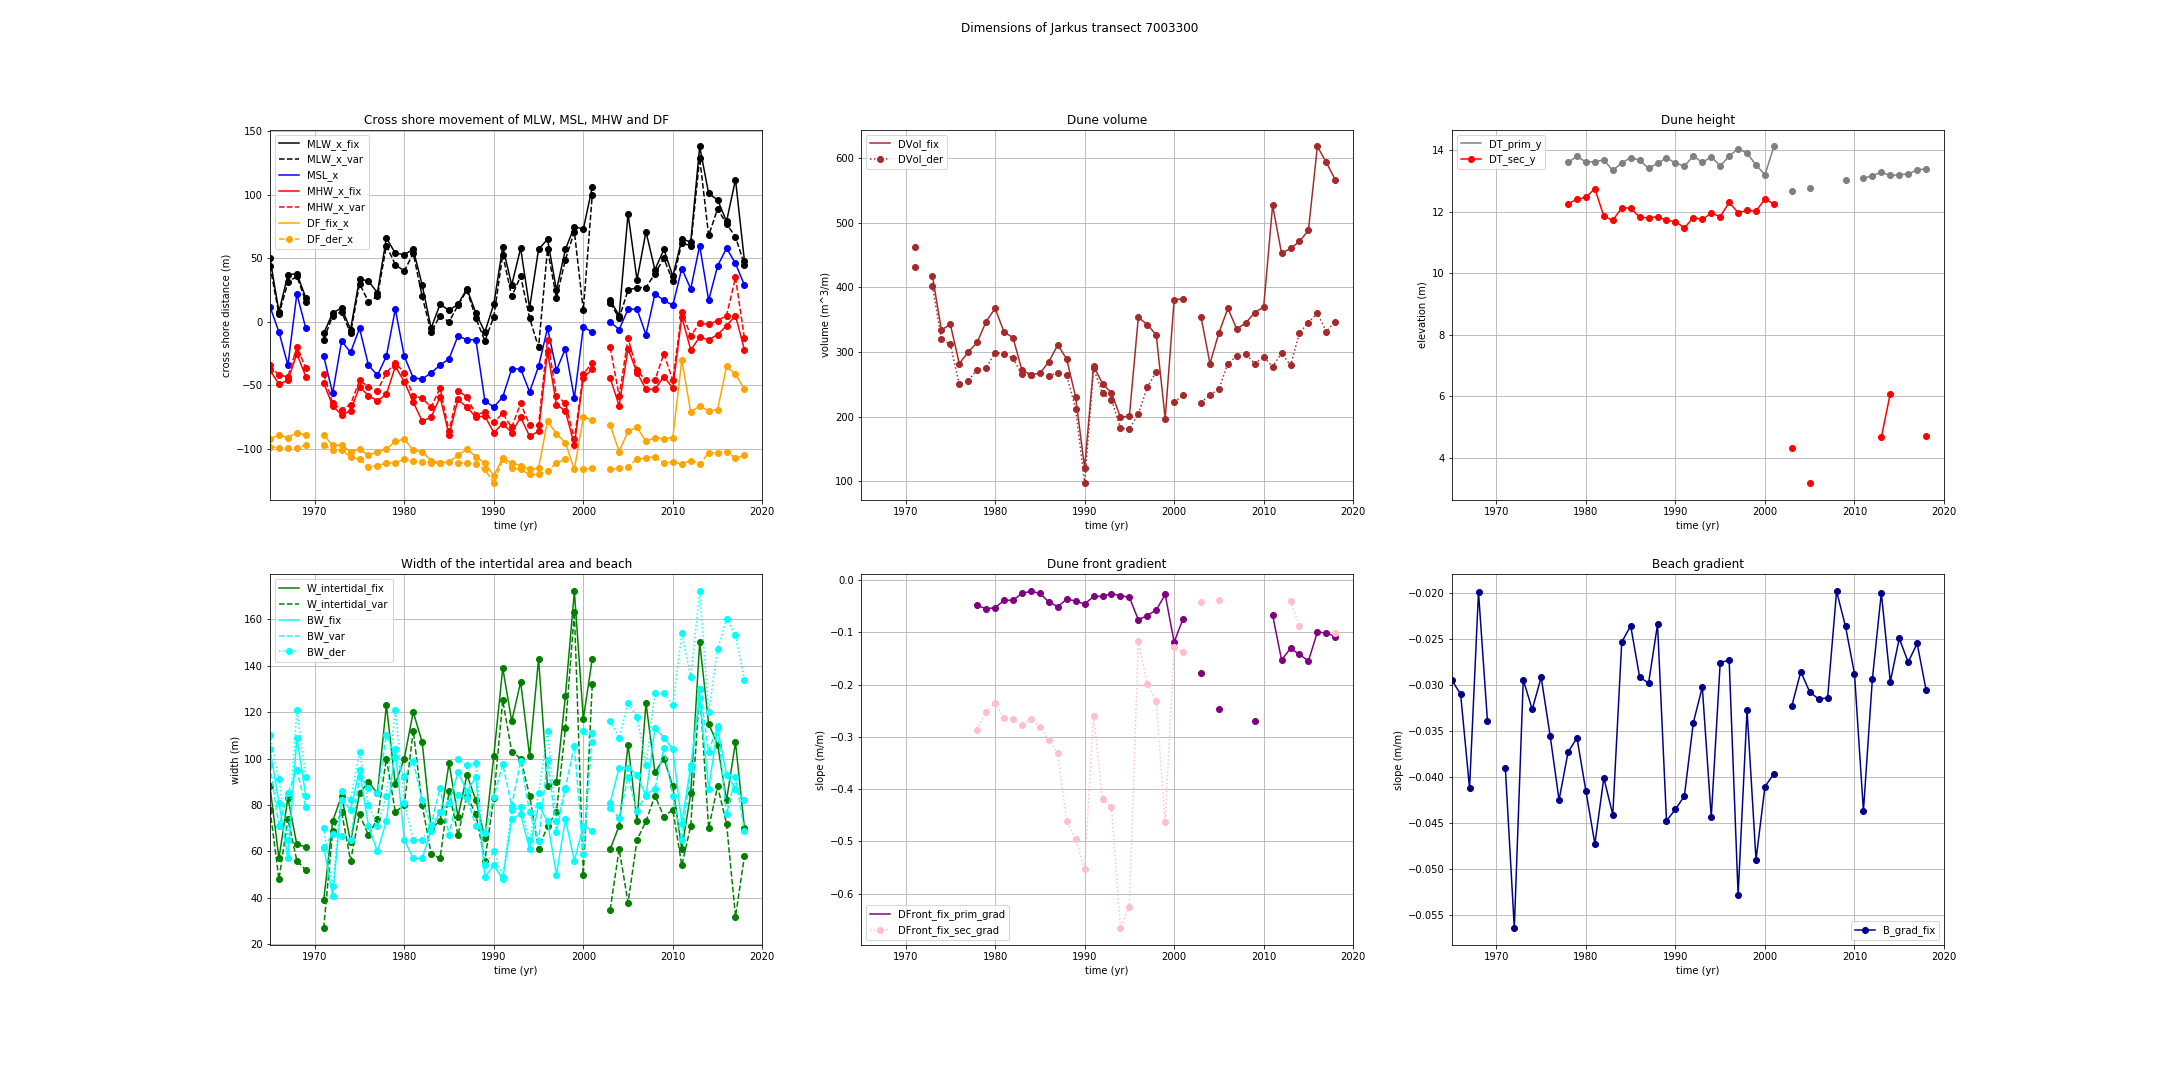 Dimensions of Jarkus transect 7003300
Cross shore movement of MLW, MSL, MHW and DF
cross shore distance (m)
150
100
50
0
−50
−100
MLW_x_fix
MLW_x_var
MSL_x
MHW_x_fix
MHW_x_var
DF_fix_x
DF_der_x
1970 1980 1990 2000 2010 2020
time (yr)
Dune volume
volume (m^3/m)
600
500
400
300
200
100
DVol_fix
DVol_der
1970 1980 1990 2000 2010 2020
time (yr)
Dune height
elevation (m)
14
12
10
8
6
4
DT_prim_y
DT_sec_y
1970 1980 1990 2000 2010 2020
time (yr)
Width of the intertidal area and beach
width (m)
160
140
120
100
80
60
40
20
W_intertidal_fix
W_intertidal_var
BW_fix
BW_var
BW_der
1970 1980 1990 2000 2010 2020
time (yr)
Dune front gradient
slope (m/m)
0.0
−0.1
−0.2
−0.3
−0.4
−0.5
−0.6
DFront_fix_prim_grad
DFront_fix_sec_grad
1970 1980 1990 2000 2010 2020
time (yr)
Beach gradient
slope (m/m)
−0.020
−0.025
−0.030
−0.035
−0.040
−0.045
−0.050
−0.055
B_grad_fix
1970 1980 1990 2000 2010 2020
time (yr)